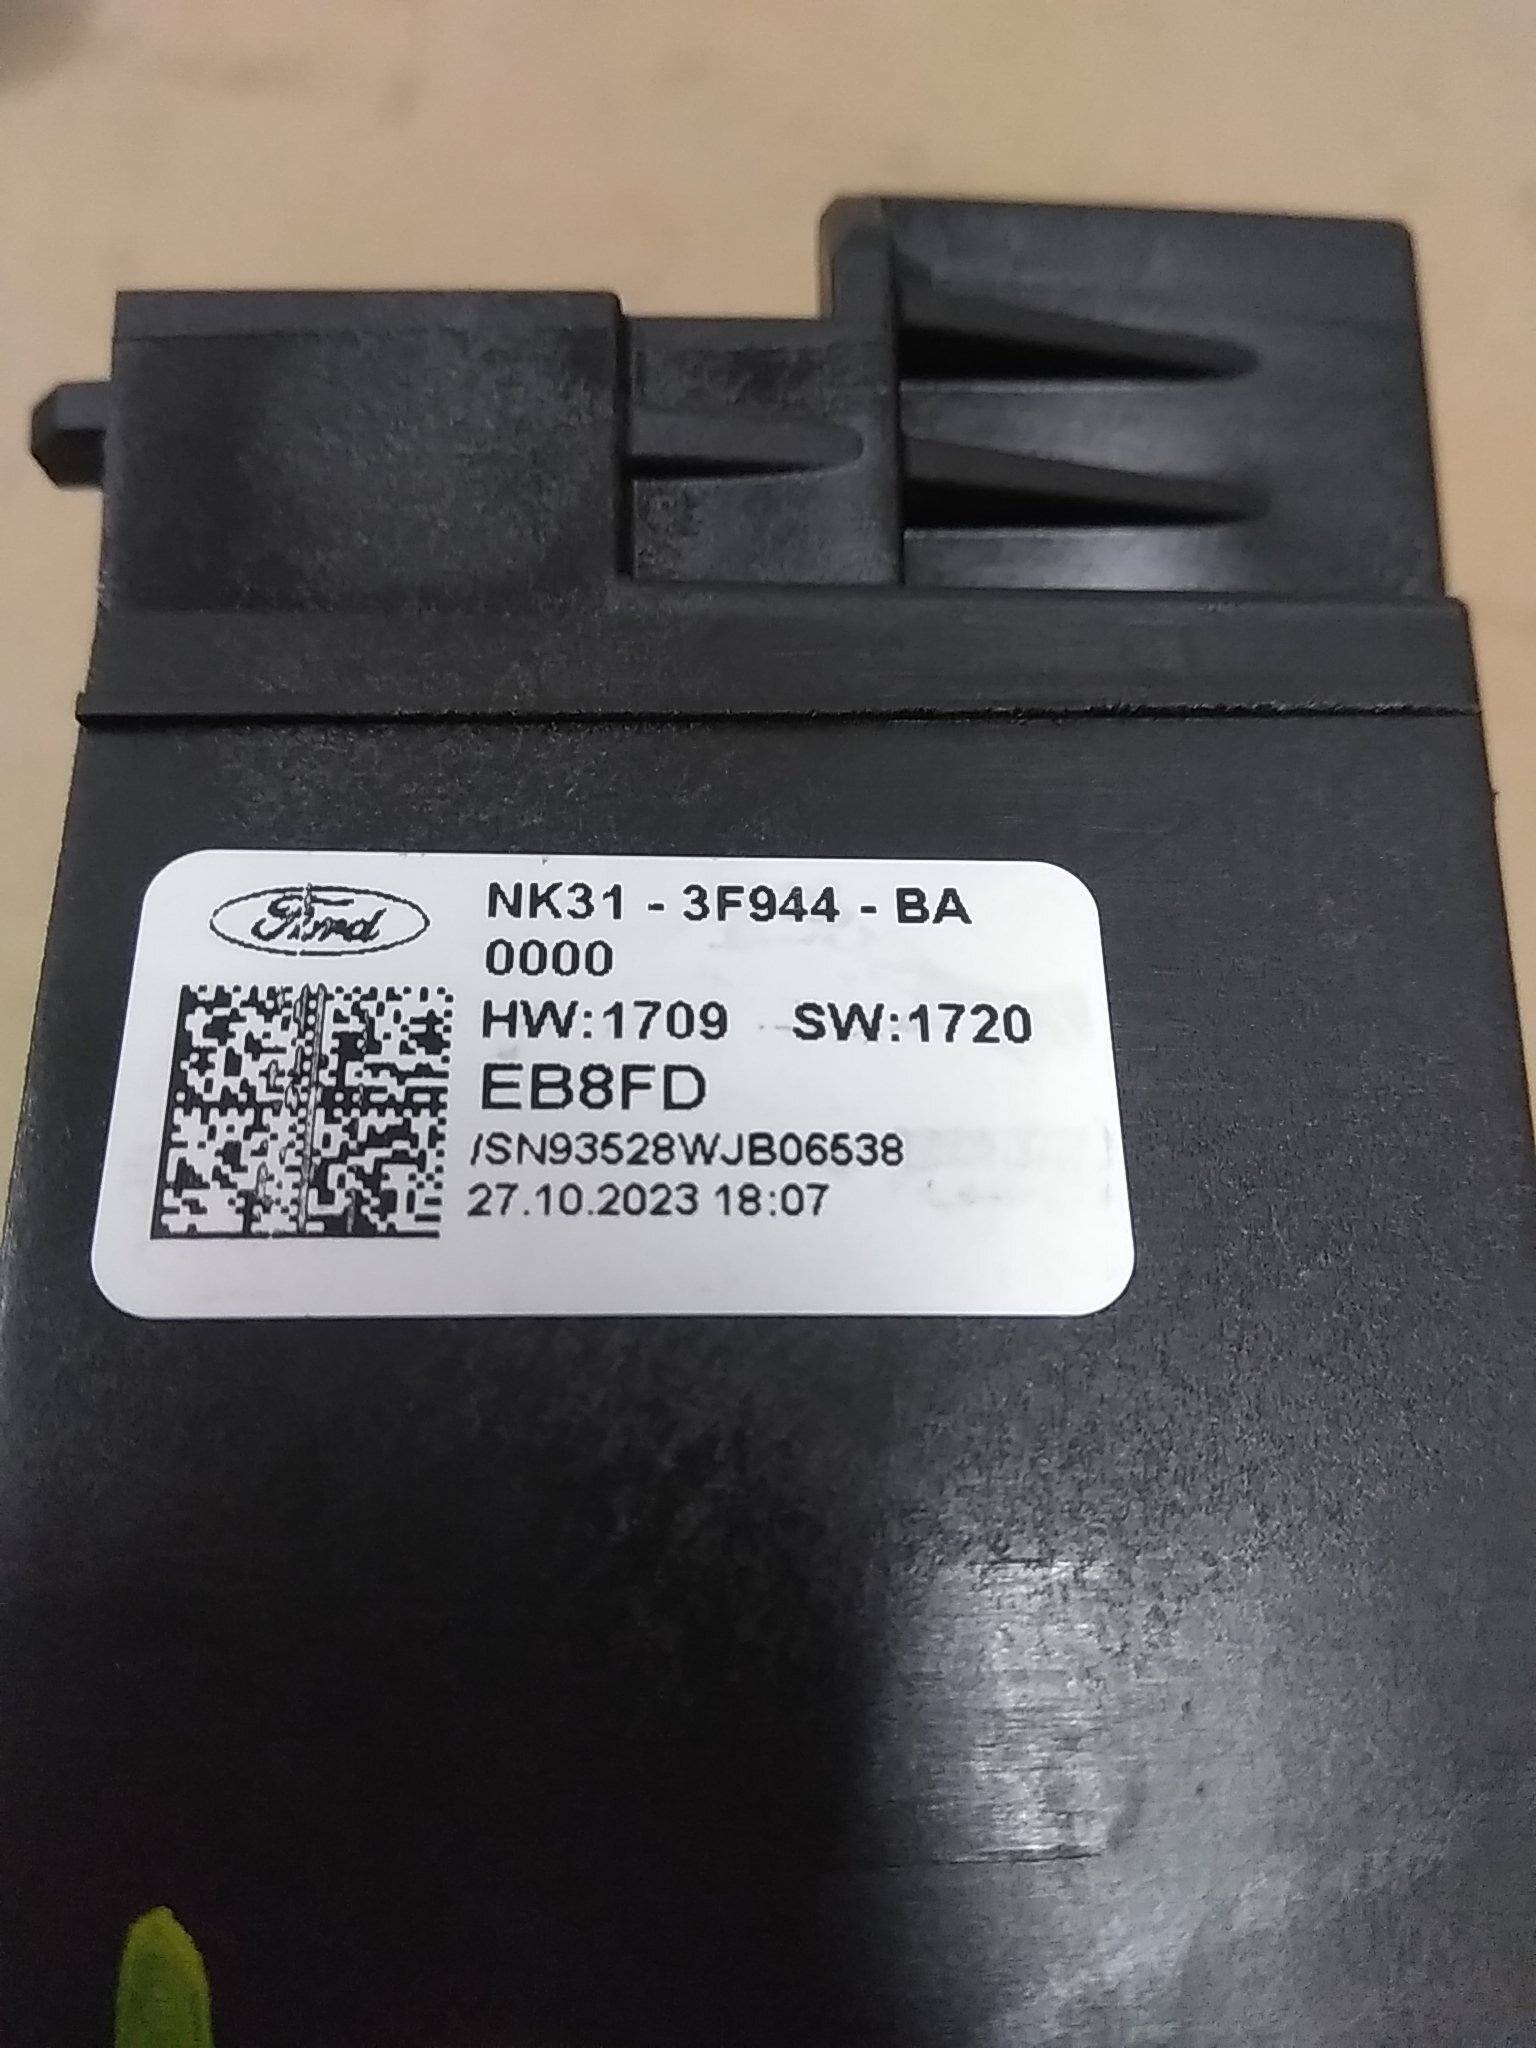 Ford
NK31 - 3F944 - BA
0000
HW:1709 SW:1720
EB8FD
/SN93528WJB06538
27.10.2023 18:07